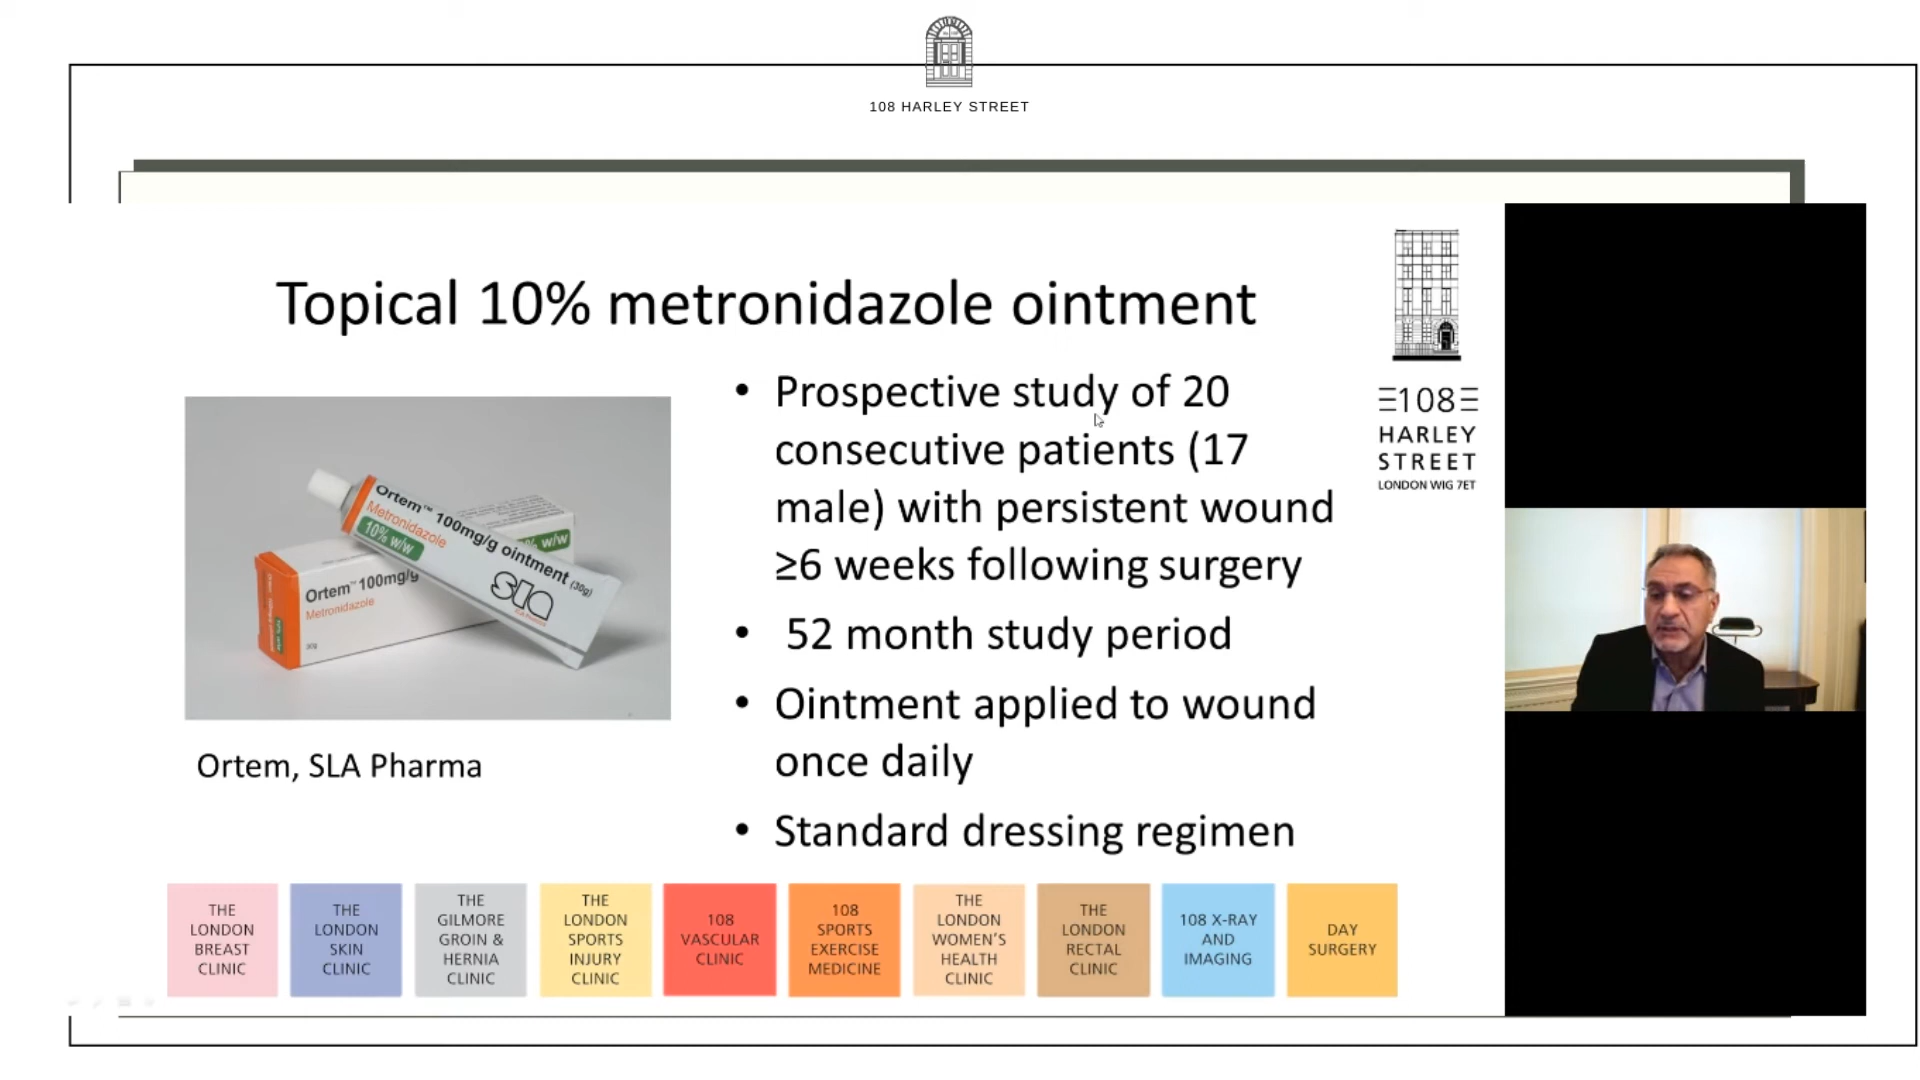 108 HARLEY STREET
Topical 10% metronidazole ointment
• Prospective study of 20
consecutive patients (17
male) with persistent wound
≥6 weeks following surgery
• 52 month study period
• Ointment applied to wound
once daily
• Standard dressing regimen
108
HARLEY
STREET
LONDON W1G 7ET
Ortem™ 100mg/g ointment (30g)
Metronidazole
10% w/w
sla
% w/w
Ortem™ 100mg/g
Metronidazole
30g
Ortem, SLA Pharma
THE
LONDON
BREAST
CLINIC
THE
LONDON
SKIN
CLINIC
THE
GILMORE
GROIN &
HERNIA
CLINIC
THE
LONDON
SPORTS
INJURY
CLINIC
108
VASCULAR
CLINIC
108
SPORTS
EXERCISE
MEDICINE
THE
LONDON
WOMEN'S
HEALTH
CLINIC
THE
LONDON
RECTAL
CLINIC
108 X-RAY
AND
IMAGING
DAY
SURGERY